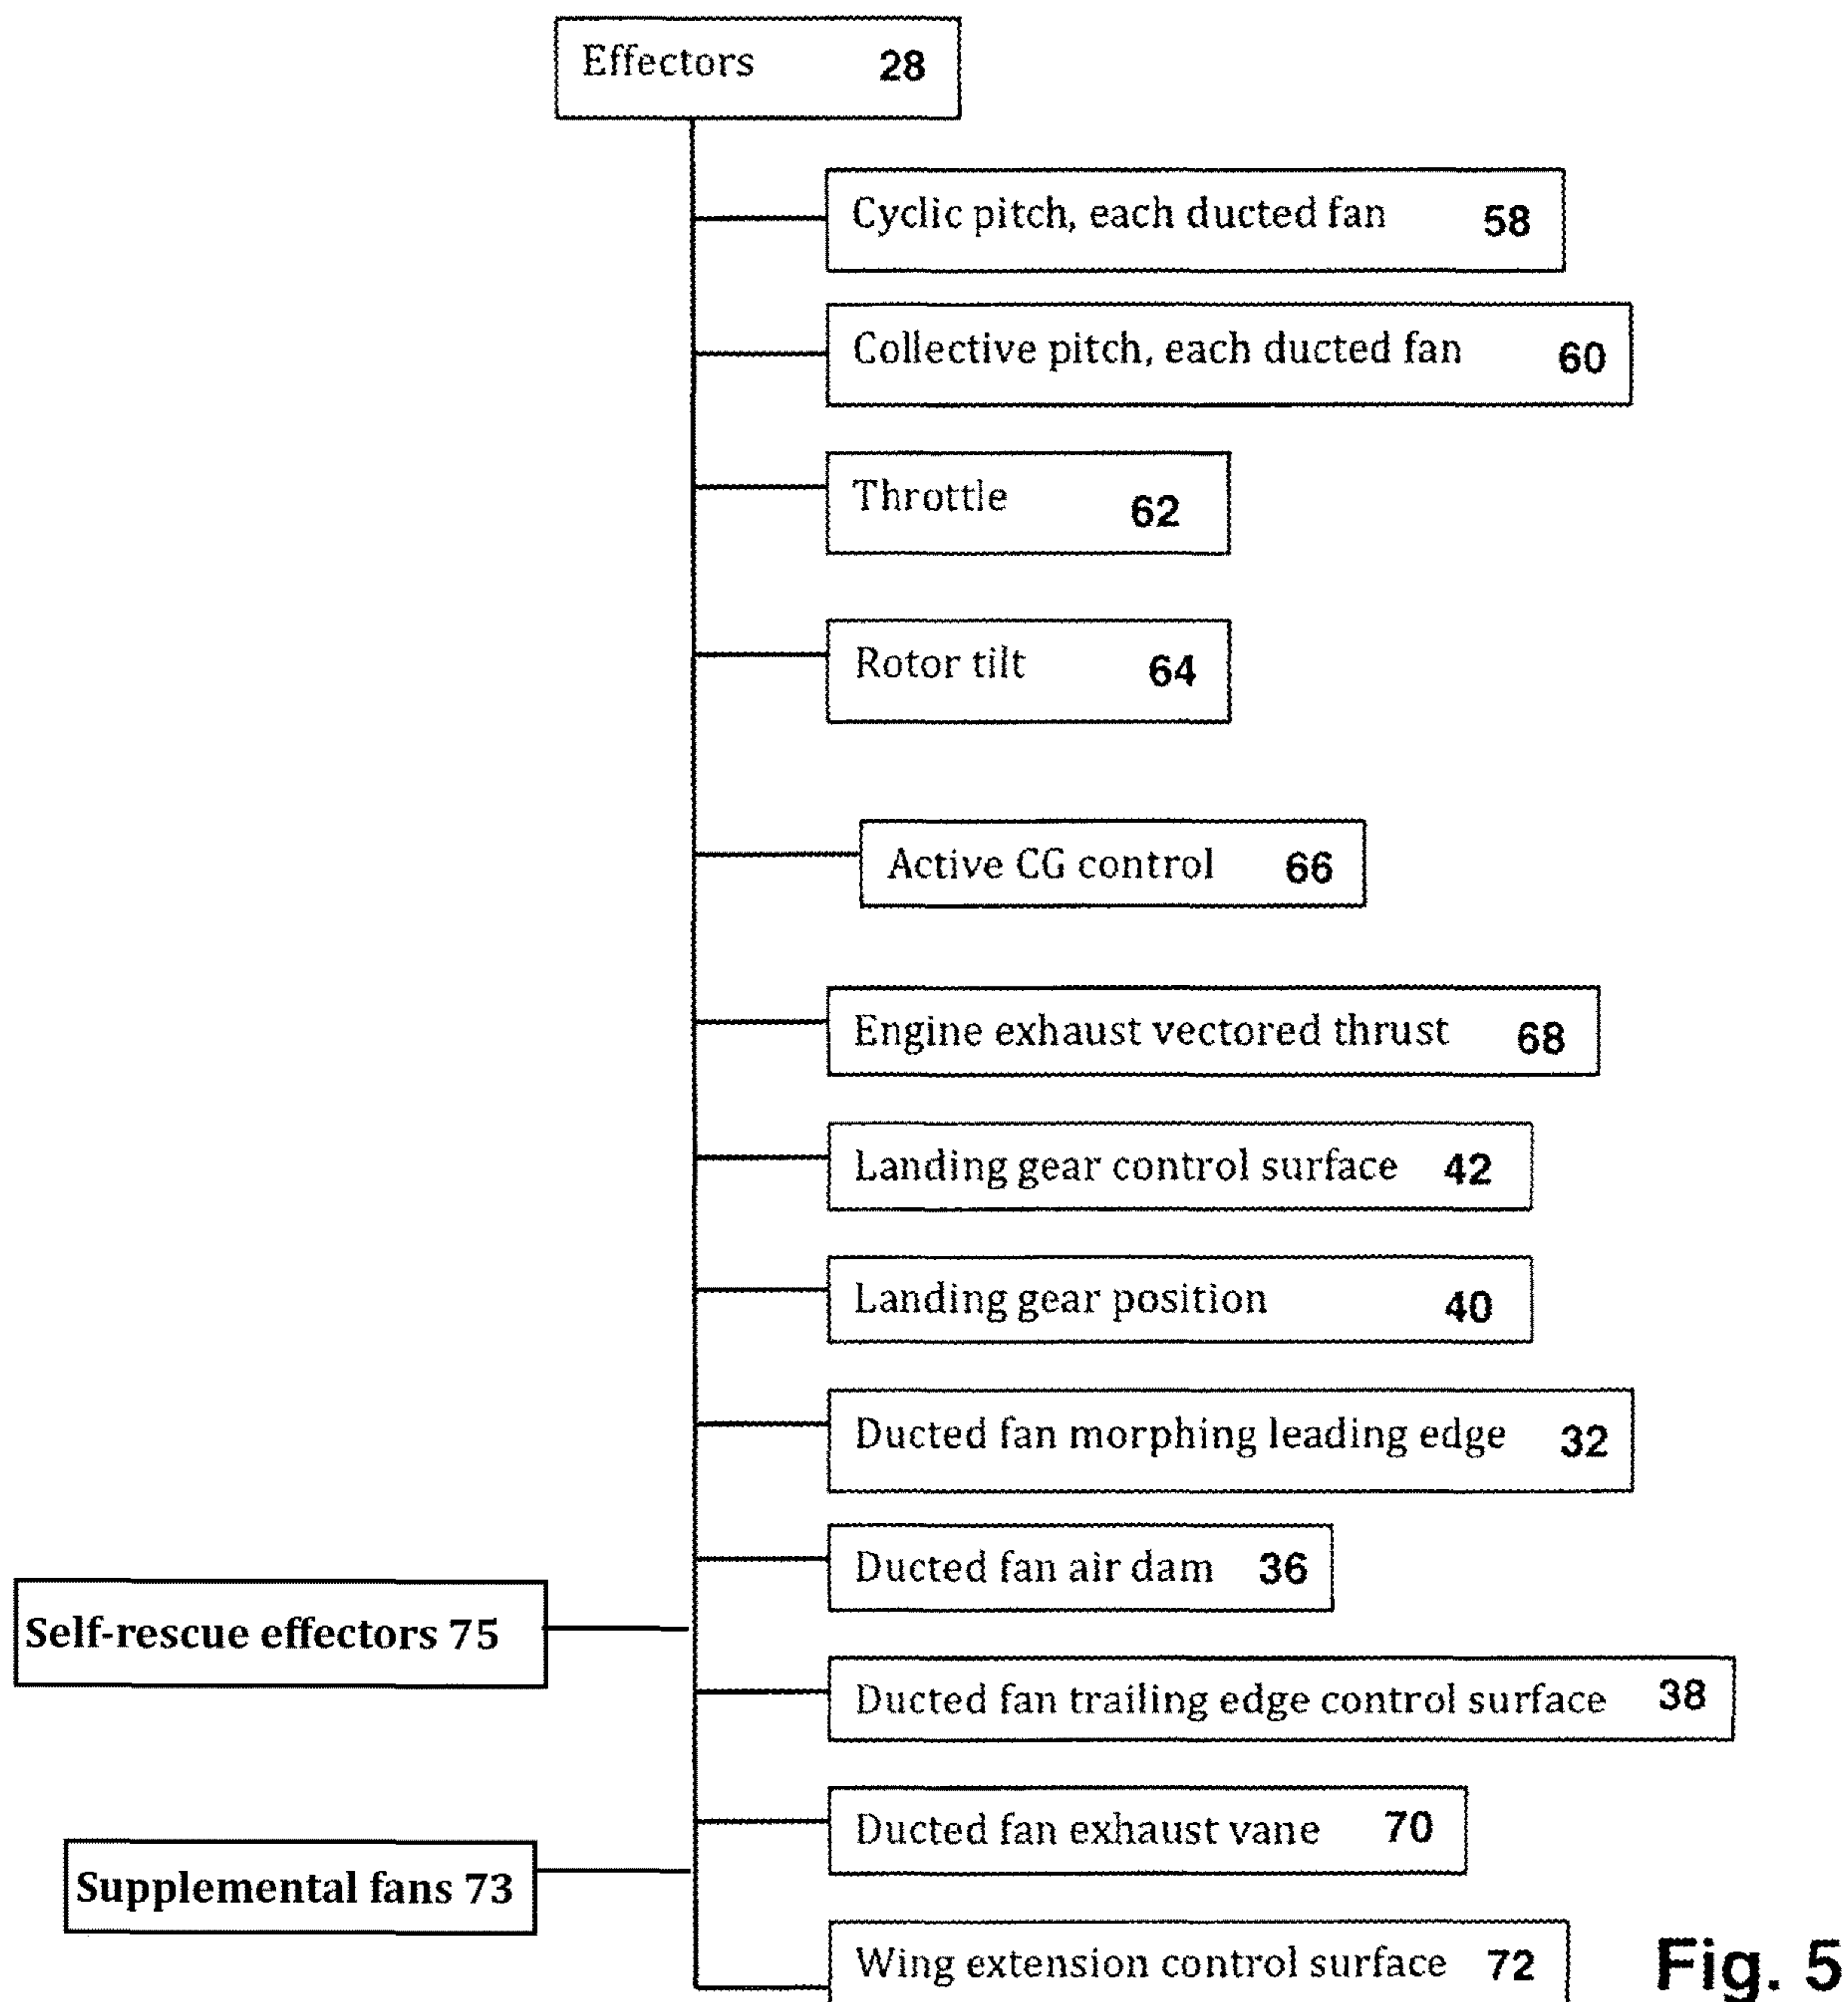 Effectors 28
Cyclic pitch, each ducted fan 58
Collective pitch, each ducted fan 60
Throttle 62
Rotor tilt 64
Active CG control 66
Engine exhaust vectored thrust 68
Landing gear control surface 42
Landing gear position 40
Ducted fan morphing leading edge 32
Ducted fan air dam 36
Self-rescue effectors 75
Ducted fan trailing edge control surface 38
Ducted fan exhaust vane 70
Supplemental fans 73
Wing extension control surface 72
Fig. 5